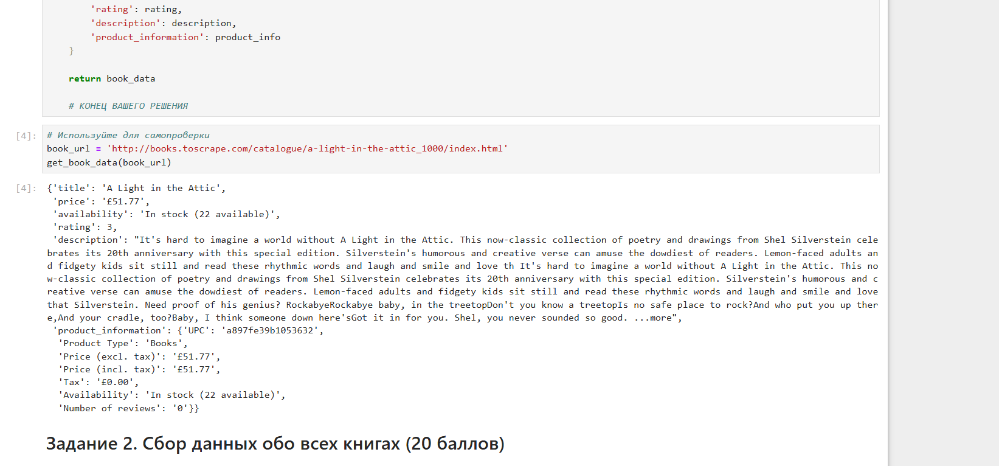 'rating': rating,
'description': description,
'product_information': product_info
}
return book_data
# КОНЕЦ ВАШЕГО РЕШЕНИЯ
[4]: # Используйте для самопроверки
book_url = 'http://books.toscrape.com/catalogue/a-light-in-the-attic_1000/index.html'
get_book_data(book_url)
[4]: {'title': 'A Light in the Attic',
'price': '£51.77',
'availability': 'In stock (22 available)',
'rating': 3,
'description': "It's hard to imagine a world without A Light in the Attic. This now-classic collection of poetry and drawings from Shel Silverstein cele
brates its 20th anniversary with this special edition. Silverstein's humorous and creative verse can amuse the dowdiest of readers. Lemon-faced adults an
d fidgety kids sit still and read these rhythmic words and laugh and smile and love th It's hard to imagine a world without A Light in the Attic. This no
w-classic collection of poetry and drawings from Shel Silverstein celebrates its 20th anniversary with this special edition. Silverstein's humorous and c
reative verse can amuse the dowdiest of readers. Lemon-faced adults and fidgety kids sit still and read these rhythmic words and laugh and smile and love
that Silverstein. Need proof of his genius? RockabyeRockabye baby, in the treetopDon't you know a treetopIs no safe place to rock?And who put you up ther
e,And your cradle, too?Baby, I think someone down here'sGot it in for you. Shel, you never sounded so good. ...more",
'product_information': {'UPC': 'a897fe39b1053632',
'Product Type': 'Books',
'Price (excl. tax)': '£51.77',
'Price (incl. tax)': '£51.77',
'Tax': '£0.00',
'Availability': 'In stock (22 available)',
'Number of reviews': '0'}}
Задание 2. Сбор данных обо всех книгах (20 баллов)